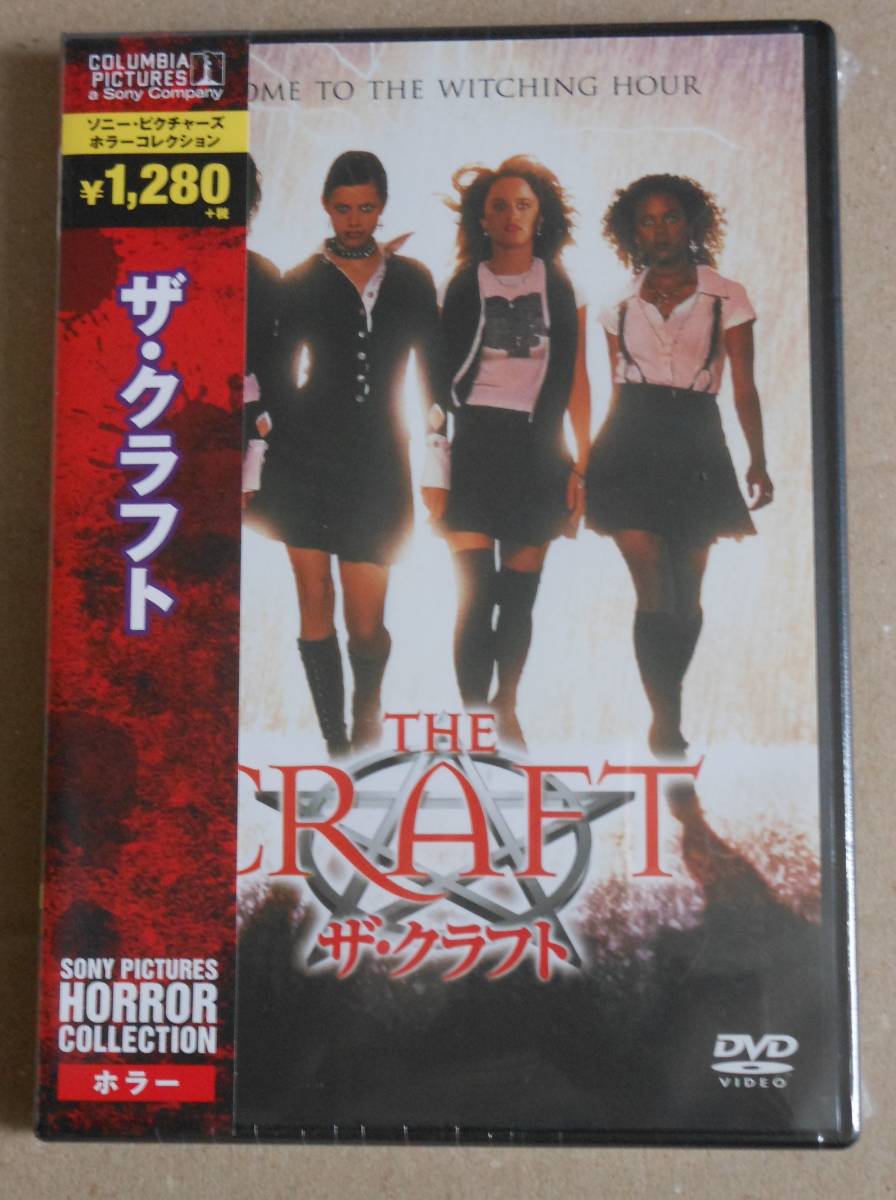 COLUMBIA
PICTURES
a Sony Company
ソニー・ピクチャーズ
ホラーコレクション
¥1,280
+税
ザ・クラフト
SONY PICTURES
HORROR
COLLECTION
ホラー
OME TO THE WITCHING HOUR
THE
CRAFT
ザ・クラフト
DVD
VIDEO